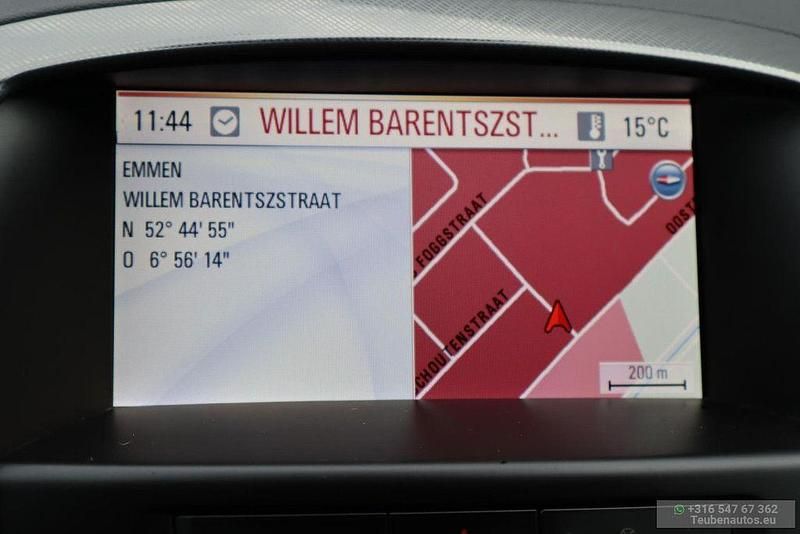 11:44 WILLEM BARENTSZST... 15°C
EMMEN
WILLEM BARENTSZSTRAAT
N 52° 44' 55"
O 6° 56' 14"
FOGGSTRAAT
CHOUTENSTRAAT
OOST
200 m
+316 547 67 362
Teubenautos.eu